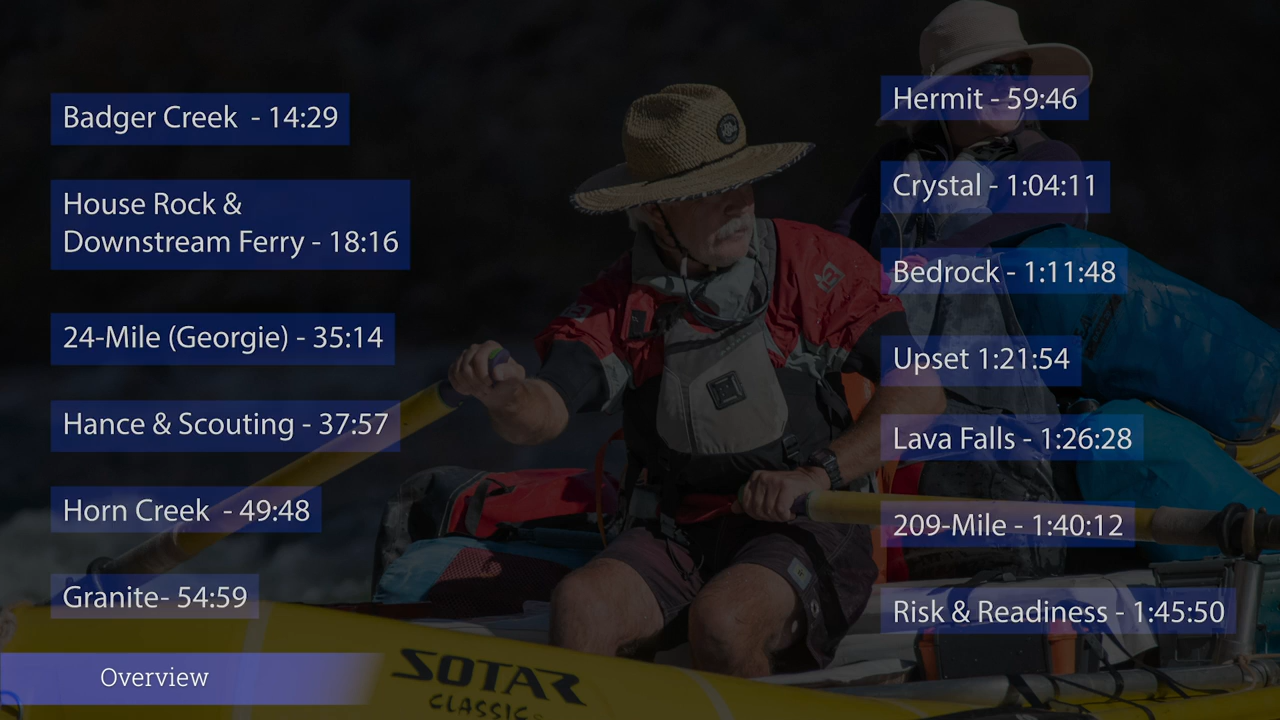 Badger Creek  - 14:29
House Rock &
Downstream Ferry - 18:16
24-Mile (Georgie) - 35:14
Hance & Scouting - 37:57
Horn Creek  - 49:48
Granite- 54:59
Hermit - 59:46
Crystal - 1:04:11
Bedrock - 1:11:48
Upset 1:21:54
Lava Falls - 1:26:28
209-Mile - 1:40:12
Risk & Readiness - 1:45:50
Overview
SOTAR
CLASSIC